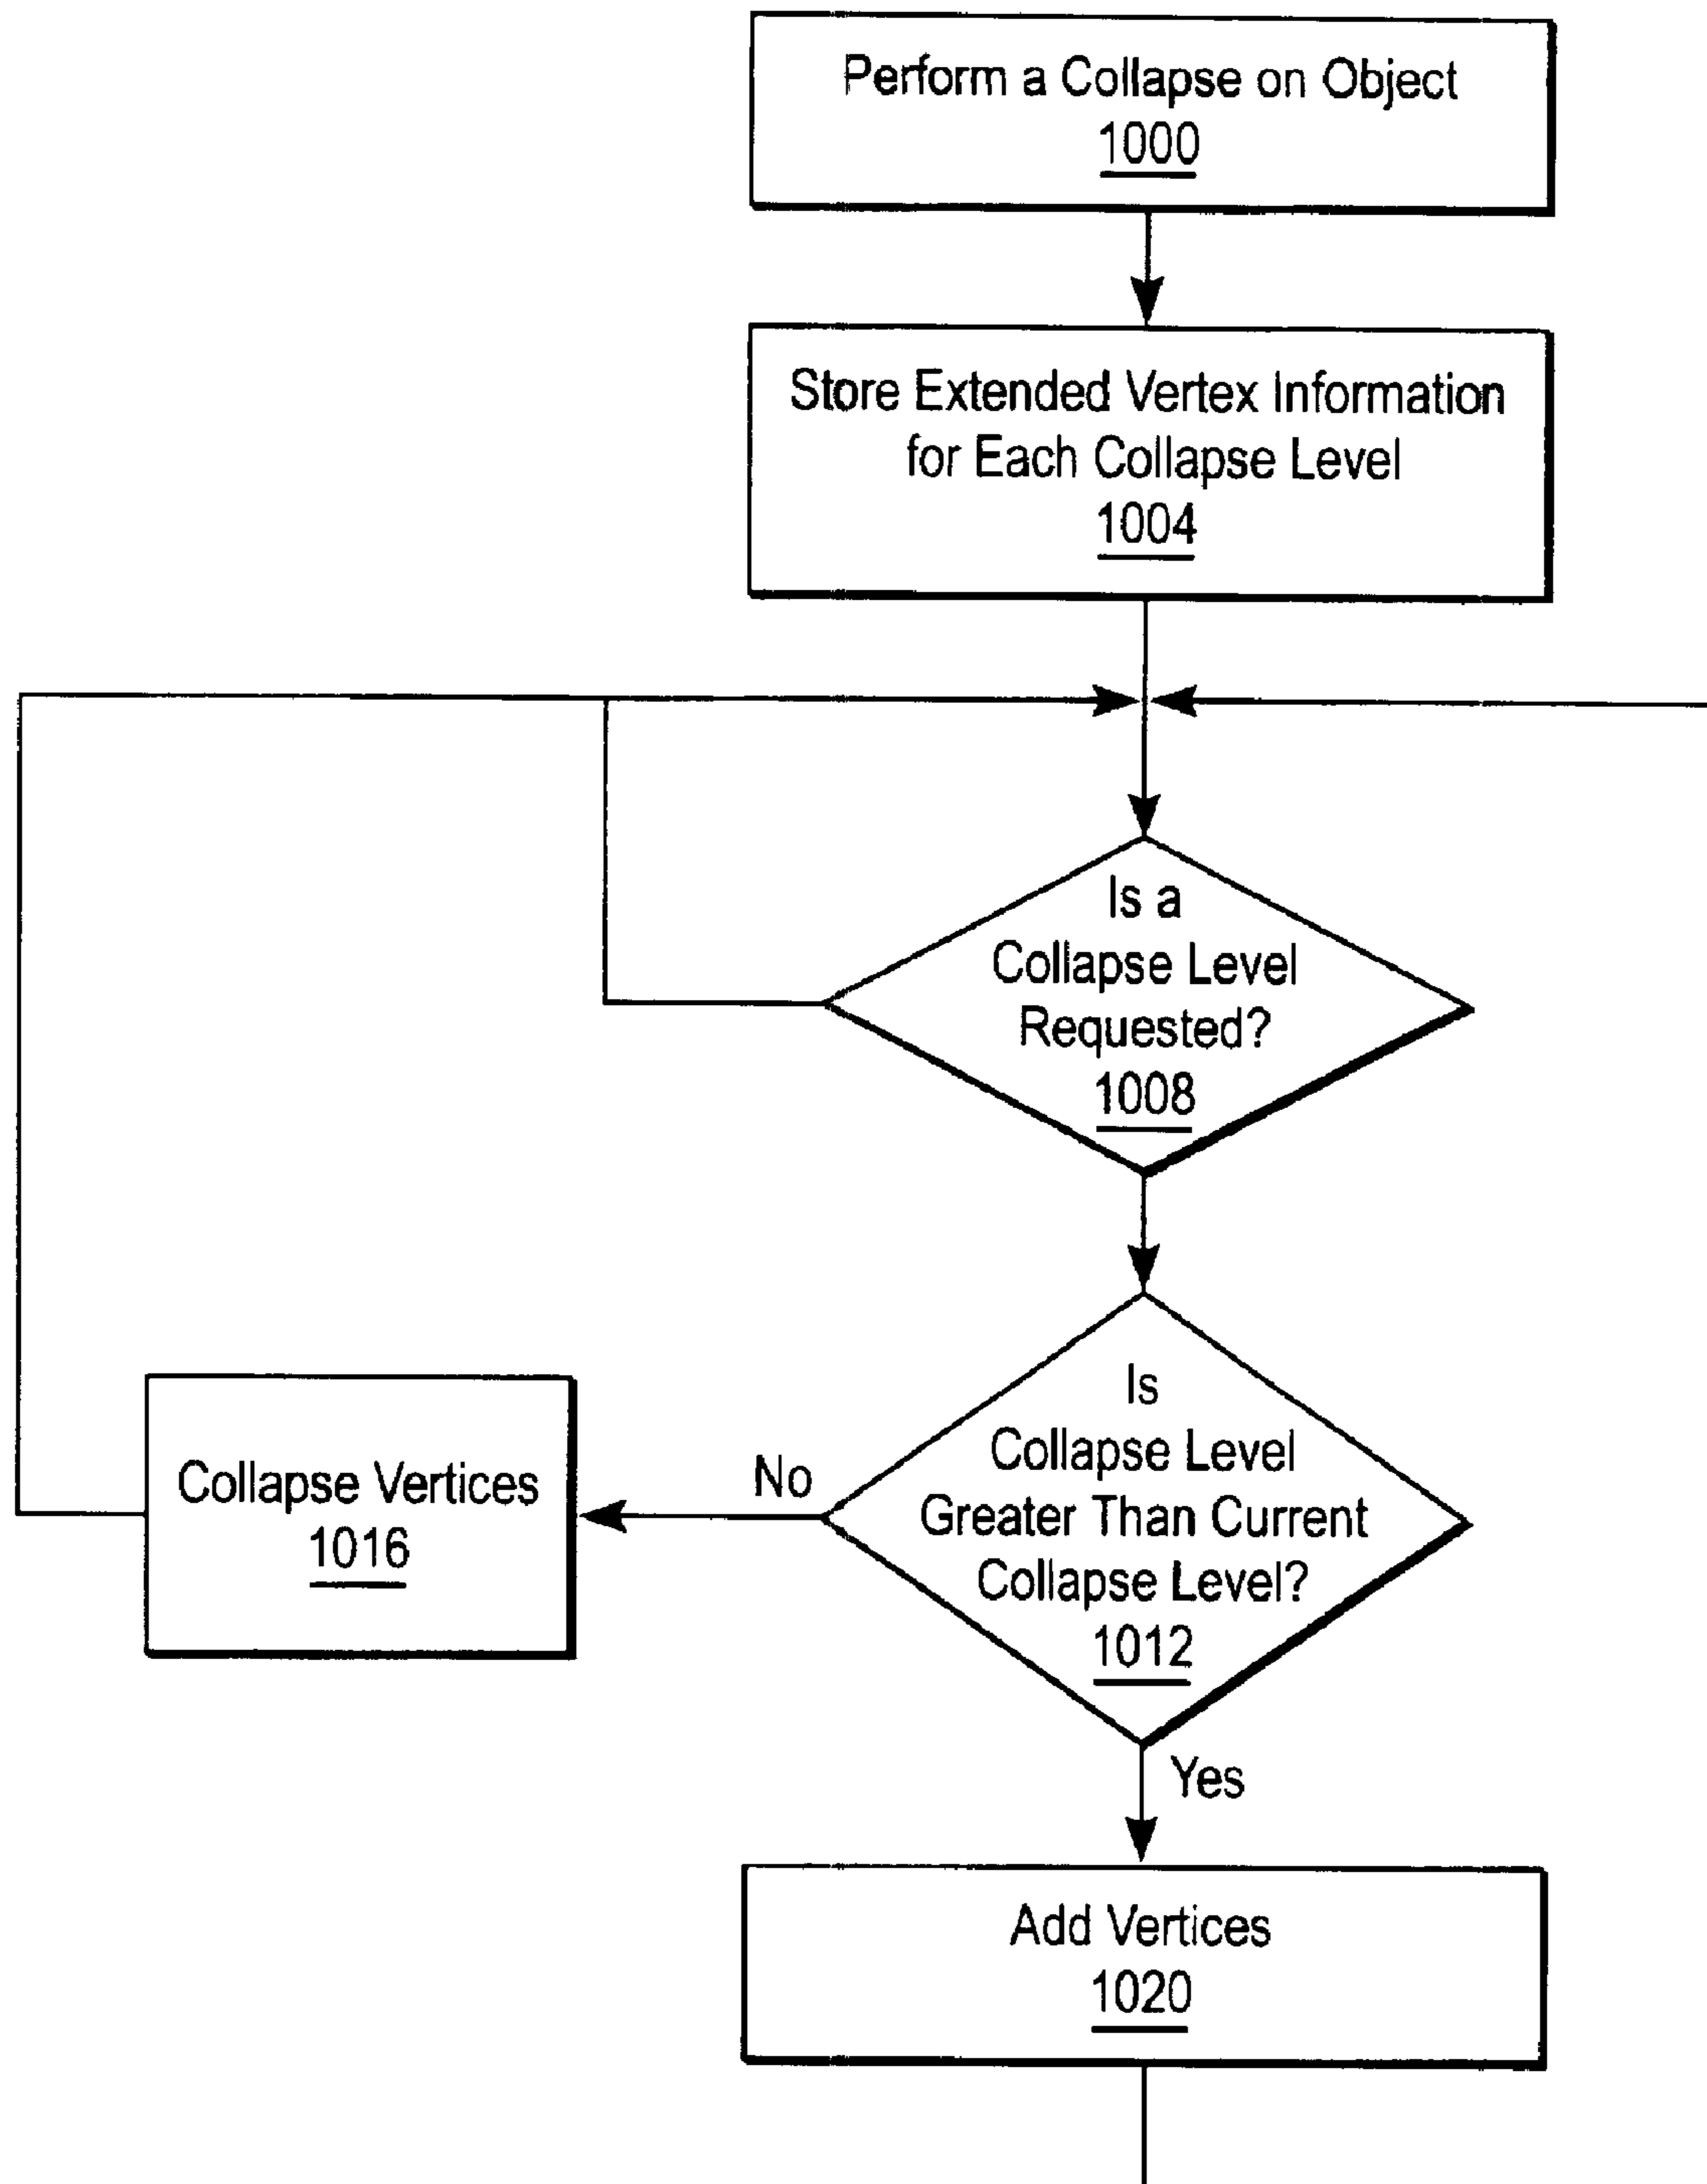 Perform a Collapse on Object
1000
Store Extended Vertex Information
for Each Collapse Level
1004
Is a
Collapse Level
Requested?
1008
Is
Collapse Level
Greater Than Current
Collapse Level?
1012
No
Collapse Vertices
1016
Yes
Add Vertices
1020